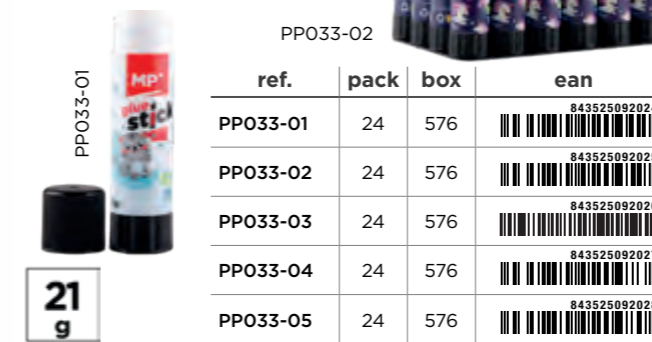 PP033-02
PP033-01
MP
glue
stick
21
g
ref. pack box ean
PP033-01 24 576
PP033-02 24 576
PP033-03 24 576
PP033-04 24 576
PP033-05 24 576